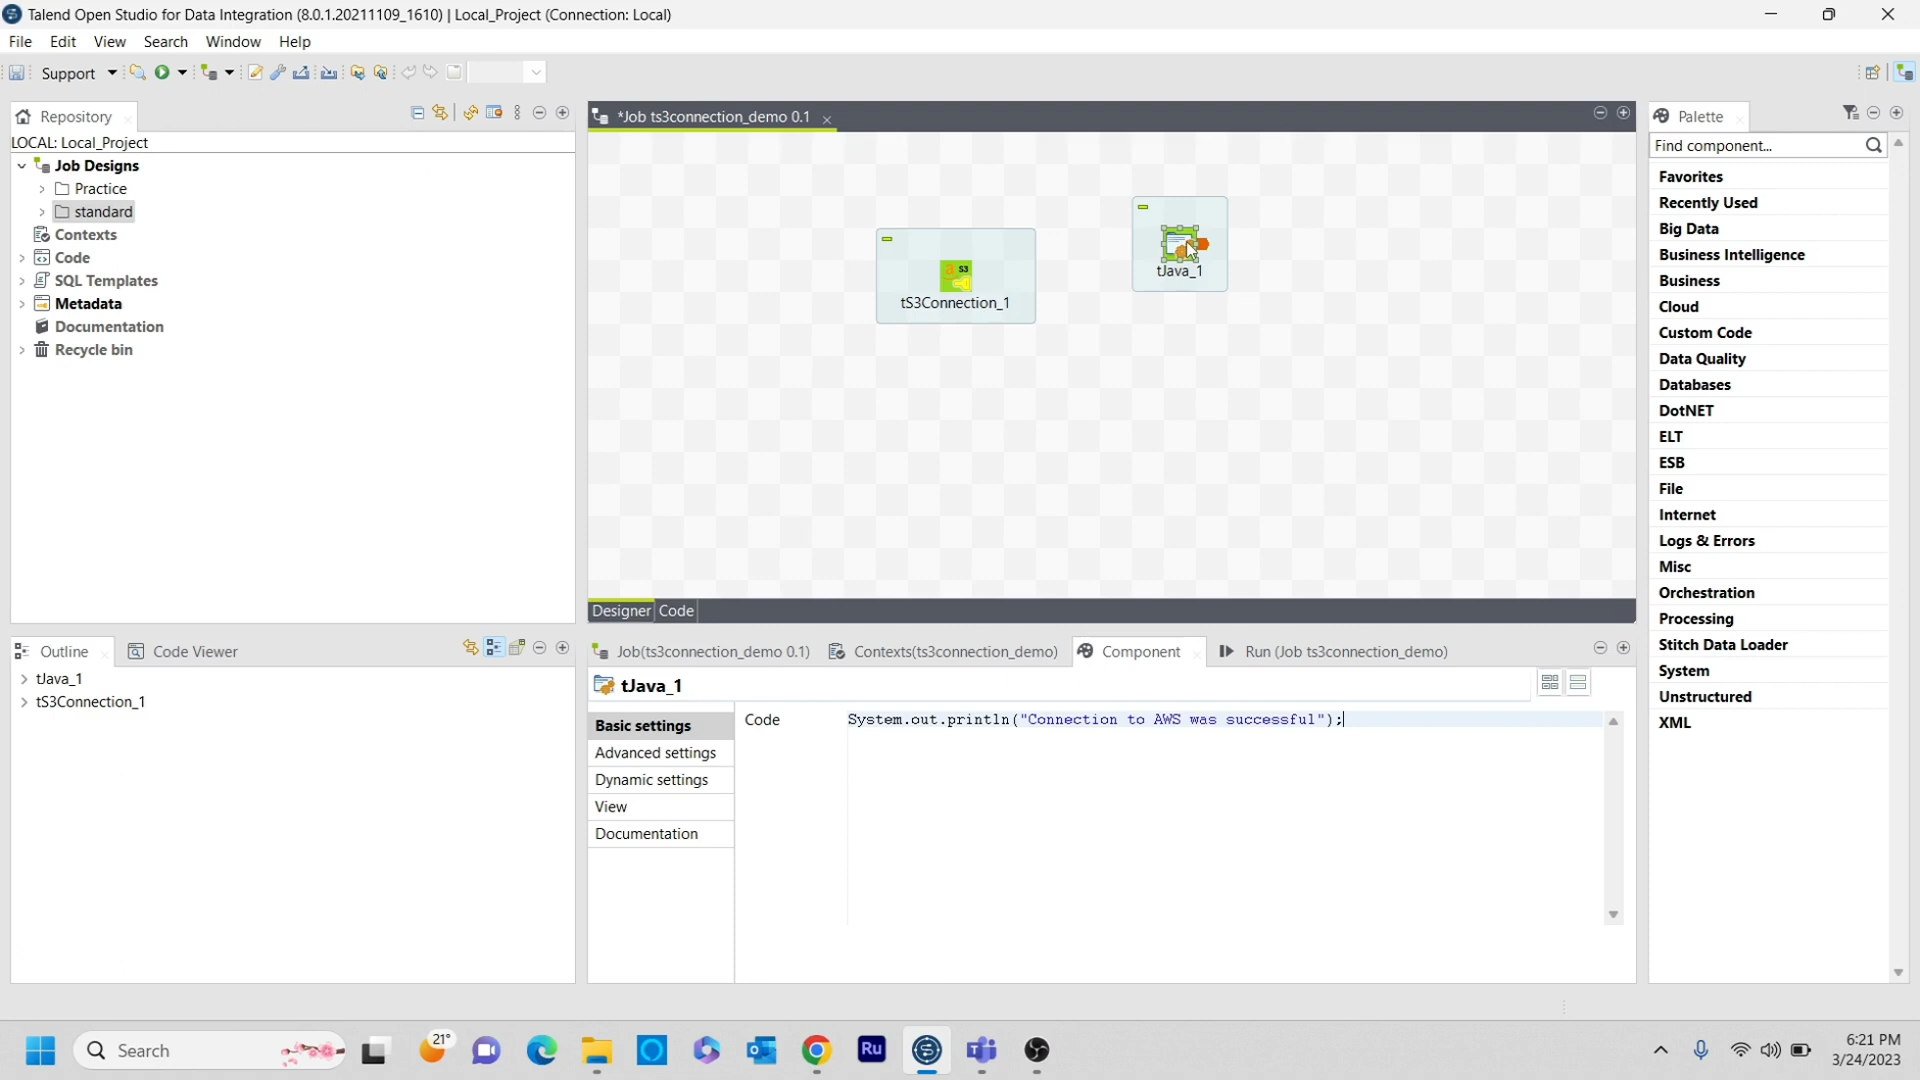 Talend Open Studio for Data Integration (8.0.1.20211109_1610) | Local_Project (Connection: Local)
File Edit View Search Window Help
Support
Repository
LOCAL: Local_Project
Job Designs
Practice
standard
Contexts
Code
SQL Templates
Metadata
Documentation
Recycle bin
*Job ts3connection_demo 0.1
tS3Connection_1
tJava_1
Designer Code
Palette
Find component...
Favorites
Recently Used
Big Data
Business Intelligence
Business
Cloud
Custom Code
Data Quality
Databases
DotNET
ELT
ESB
File
Internet
Logs & Errors
Misc
Orchestration
Processing
Stitch Data Loader
System
Unstructured
XML
Outline Code Viewer
tJava_1
tS3Connection_1
Job(ts3connection_demo 0.1) Contexts(ts3connection_demo) Component Run (Job ts3connection_demo)
tJava_1
Basic settings
Advanced settings
Dynamic settings
View
Documentation
Code System.out.println("Connection to AWS was successful");
Search
21°
Ru
6:21 PM
3/24/2023